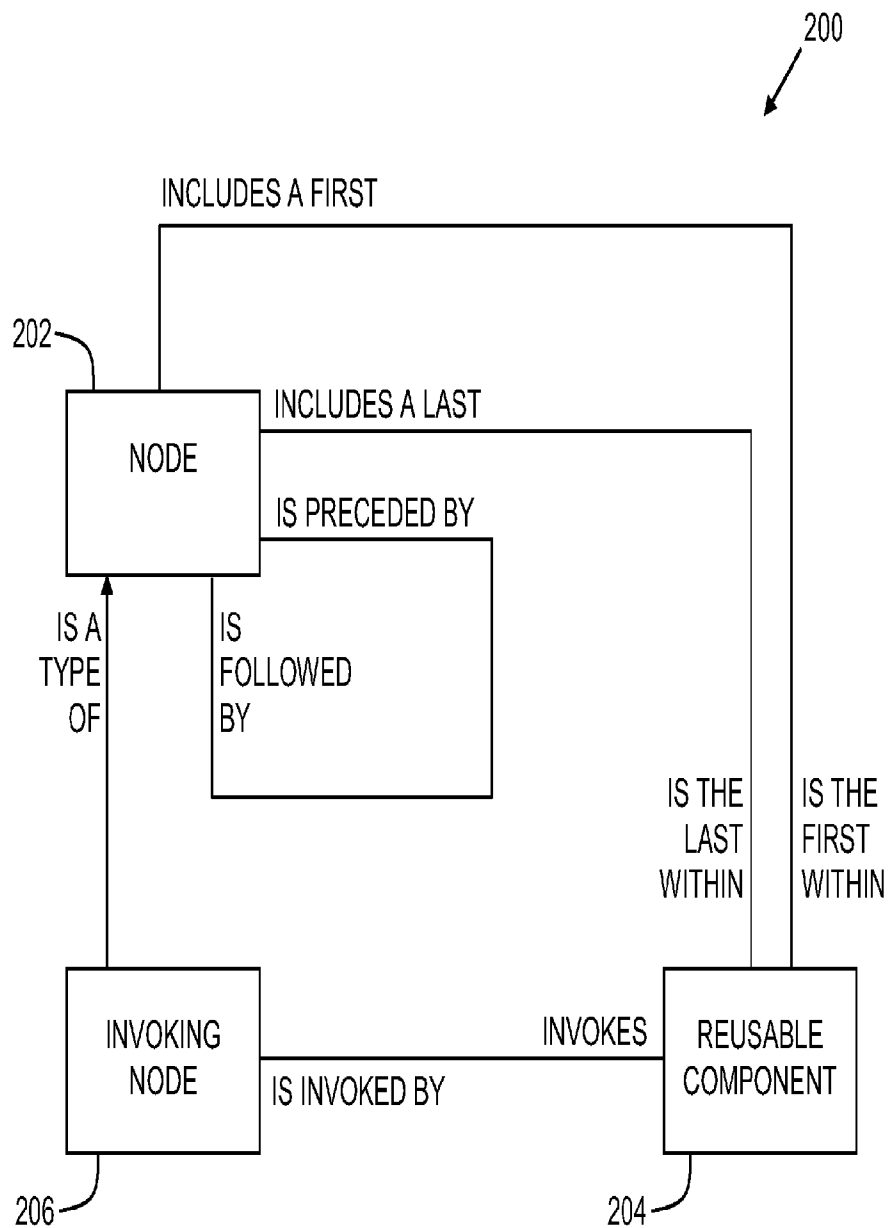 200
INCLUDES A FIRST
202
INCLUDES A LAST
NODE
IS PRECEDED BY
IS A
TYPE
OF
IS
FOLLOWED
BY
IS THE
LAST
WITHIN
IS THE
FIRST
WITHIN
INVOKING
NODE
INVOKES
IS INVOKED BY
REUSABLE
COMPONENT
206
204